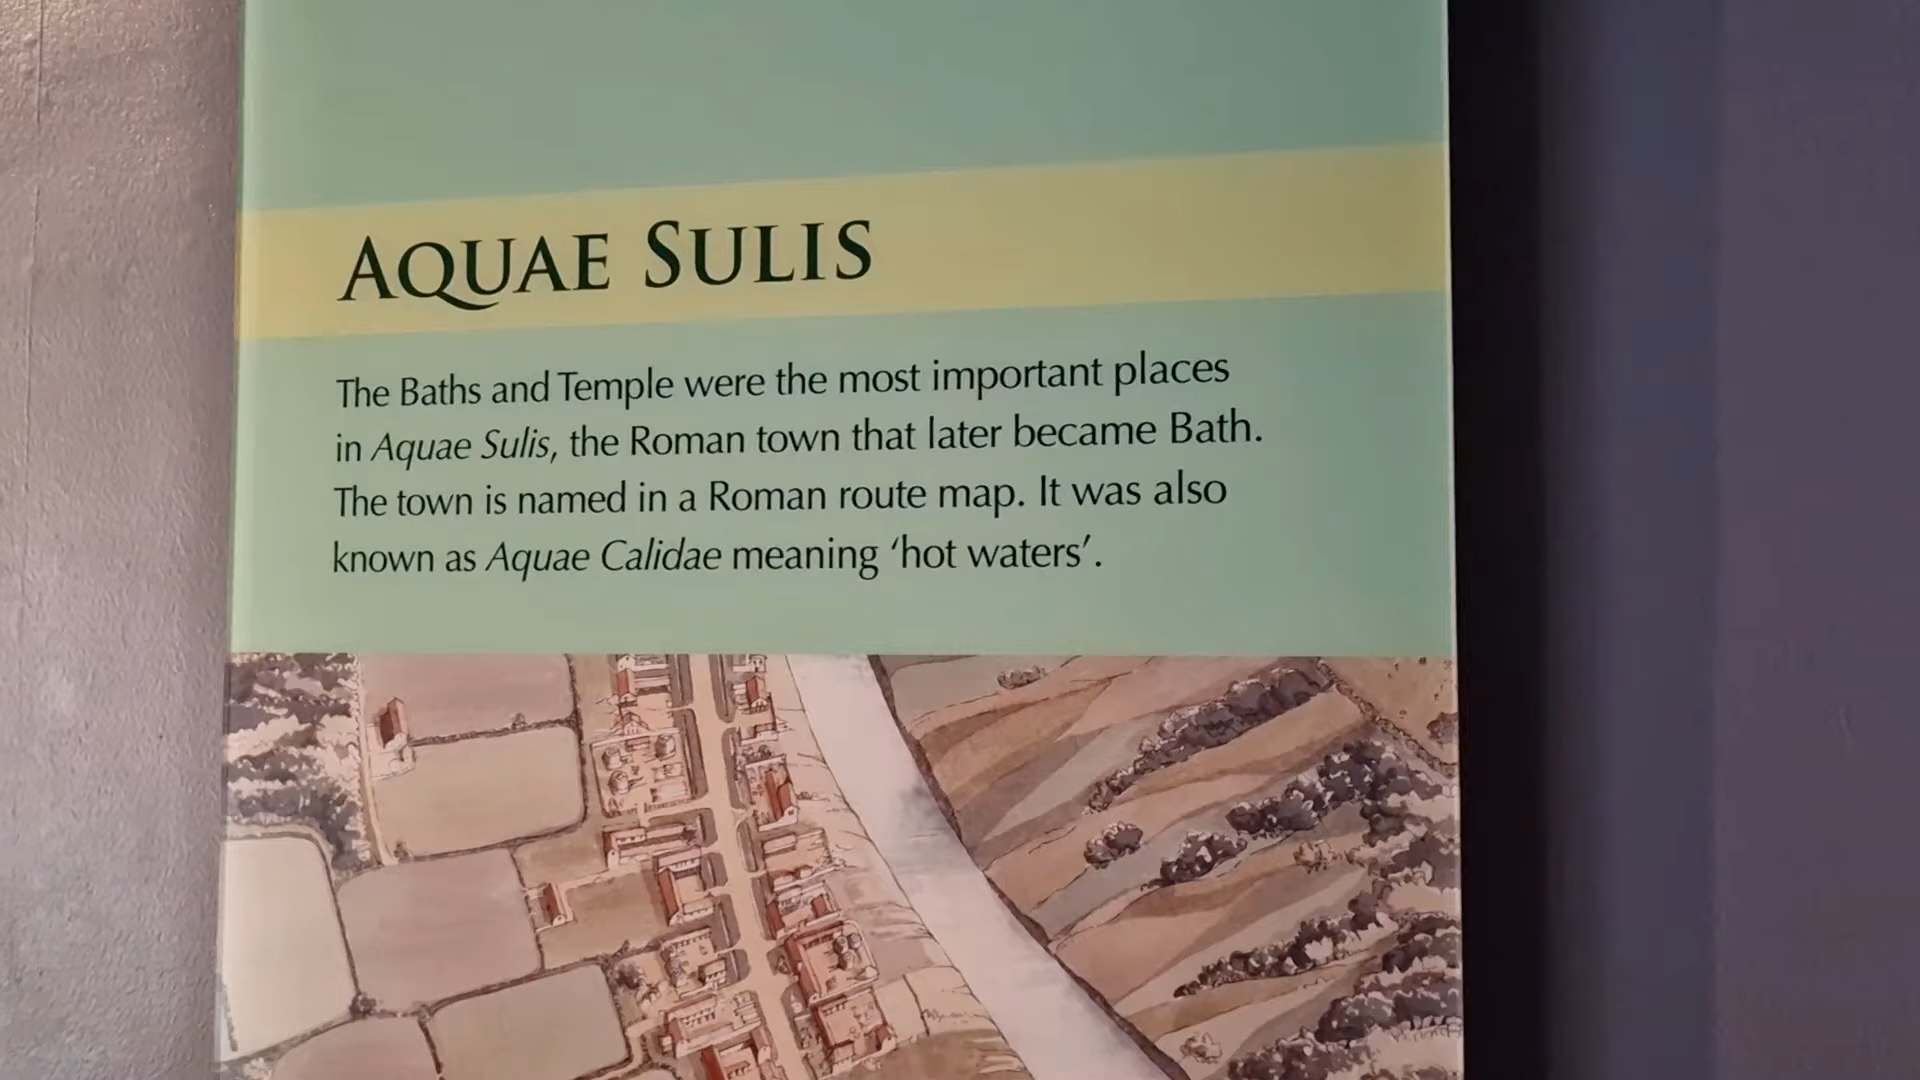 AQUAE SULIS
The Baths and Temple were the most important places
in Aquae Sulis, the Roman town that later became Bath.
The town is named in a Roman route map. It was also
known as Aquae Calidae meaning ‘hot waters’.